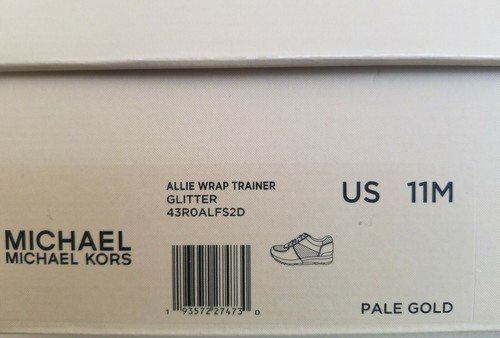 ALLIE WRAP TRAINER
GLITTER
43R0ALFS2D
US 11M
MICHAEL
MICHAEL KORS
1 93572 27473 0
PALE GOLD